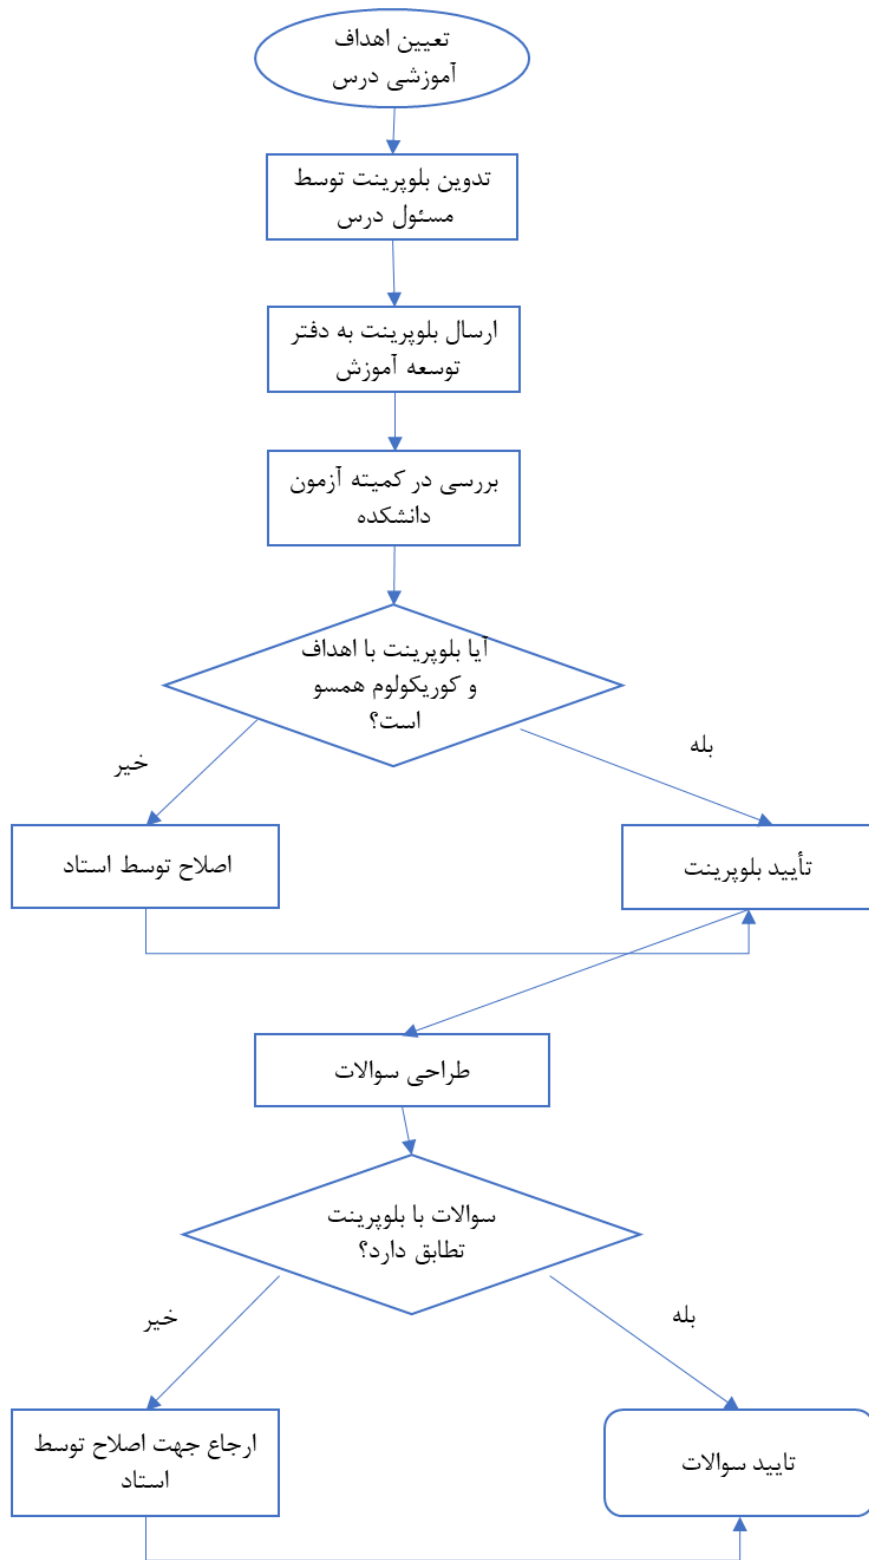 تعیین اهداف
آموزشی درس
تدوین بلوپرینت توسط
مسئول درس
ارسال بلوپرینت به دفتر
توسعه آموزش
بررسی در کمیته آزمون
دانشکده
آیا بلوپرینت با اهداف
و کوریکولوم همسو
است؟
بله
خیر
تأیید بلوپرینت
اصلاح توسط استاد
طراحی سوالات
سوالات با بلوپرینت
تطابق دارد؟
بله
خیر
تایید سوالات
ارجاع جهت اصلاح توسط
استاد